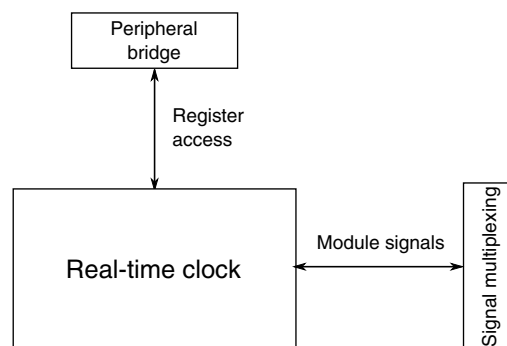 Peripheral
bridge
Register
access
Real-time clock
Module signals
Signal multiplexing